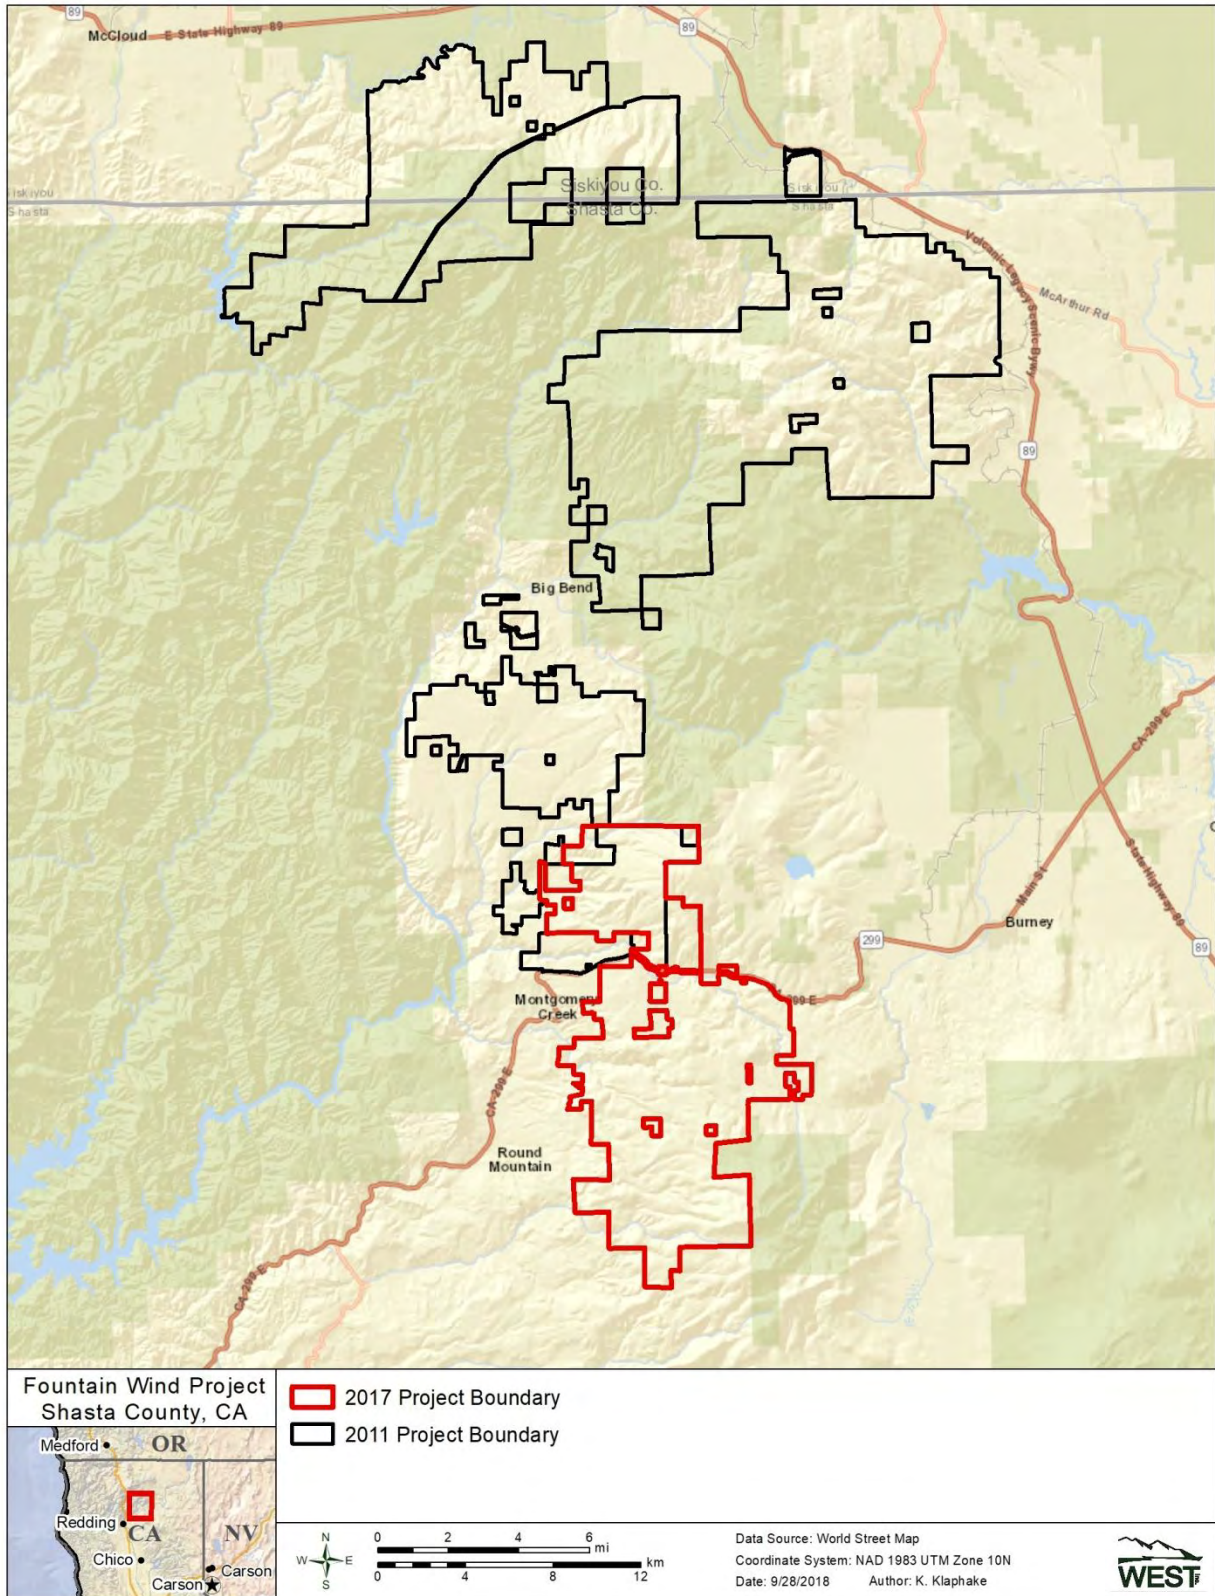 89
McCloud
E State Highway 89
89
Siskiyou Co.
Shasta Co.
Siskiyou
Shasta
Siskiyou
Shasta
Volcanic Legacy Scenic Bywy
McArthur Rd
89
Big Bend
CA-299 E
Main St
State Highway 89
Burney
299
89
Montgomery
Creek
CA-299 E
Round
Mountain
CA-299 E
Fountain Wind Project
Shasta County, CA
2017 Project Boundary
2011 Project Boundary
Medford
OR
Redding
CA
NV
Chico
Carson
Carson
N
W
E
S
0 2 4 6
mi
km
0 4 8 12
Data Source: World Street Map
Coordinate System: NAD 1983 UTM Zone 10N
Date: 9/28/2018 Author: K. Klaphake
WEST